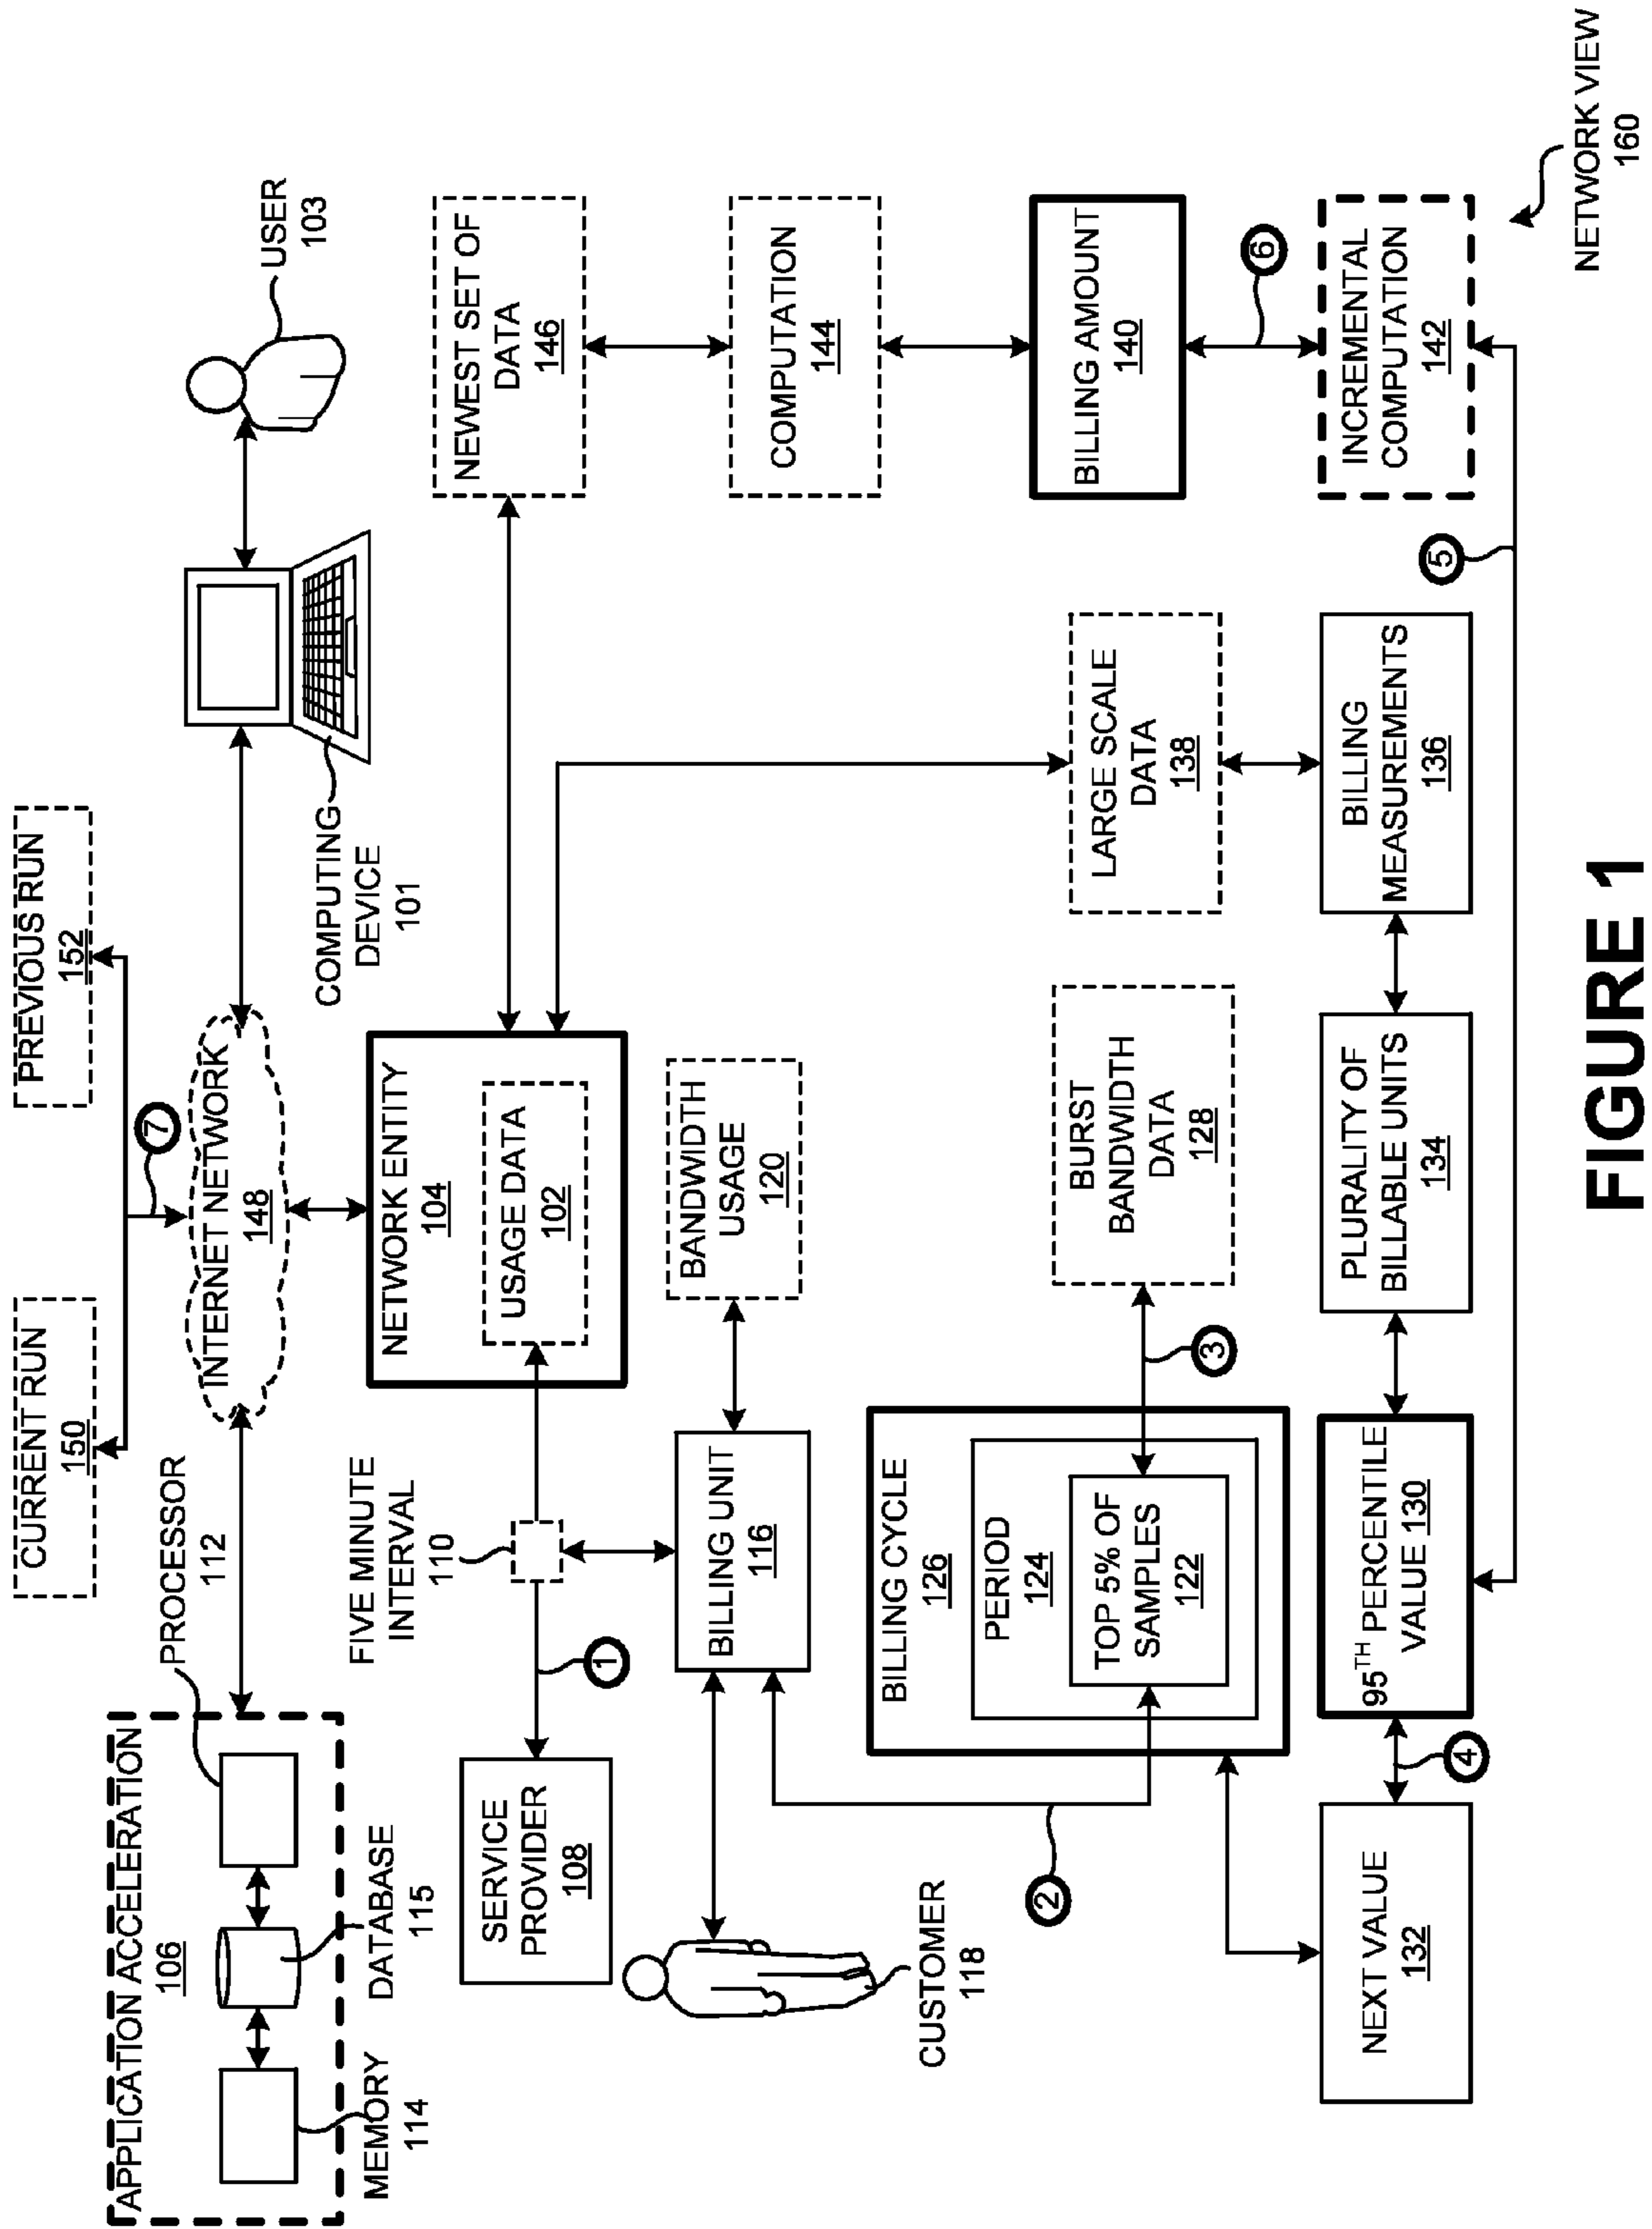 CURRENT RUN
150
PREVIOUS RUN
152
7
APPLICATION ACCELERATION
106
PROCESSOR
112
DATABASE
115
MEMORY
114
INTERNET NETWORK
148
COMPUTING
DEVICE
101
USER
103
NETWORK ENTITY
104
USAGE DATA
102
FIVE MINUTE
INTERVAL
110
1
SERVICE
PROVIDER
108
NEWEST SET OF
DATA
146
CUSTOMER
118
BILLING UNIT
116
BANDWIDTH
USAGE
120
COMPUTATION
144
2
BILLING CYCLE
126
PERIOD
124
TOP 5% OF
SAMPLES
122
3
BURST
BANDWIDTH
DATA
128
LARGE SCALE
DATA
138
BILLING AMOUNT
140
6
NEXT VALUE
132
4
95TH PERCENTILE
VALUE 130
PLURALITY OF
BILLABLE UNITS
134
BILLING
MEASUREMENTS
136
5
INCREMENTAL
COMPUTATION
142
NETWORK VIEW
160
FIGURE 1